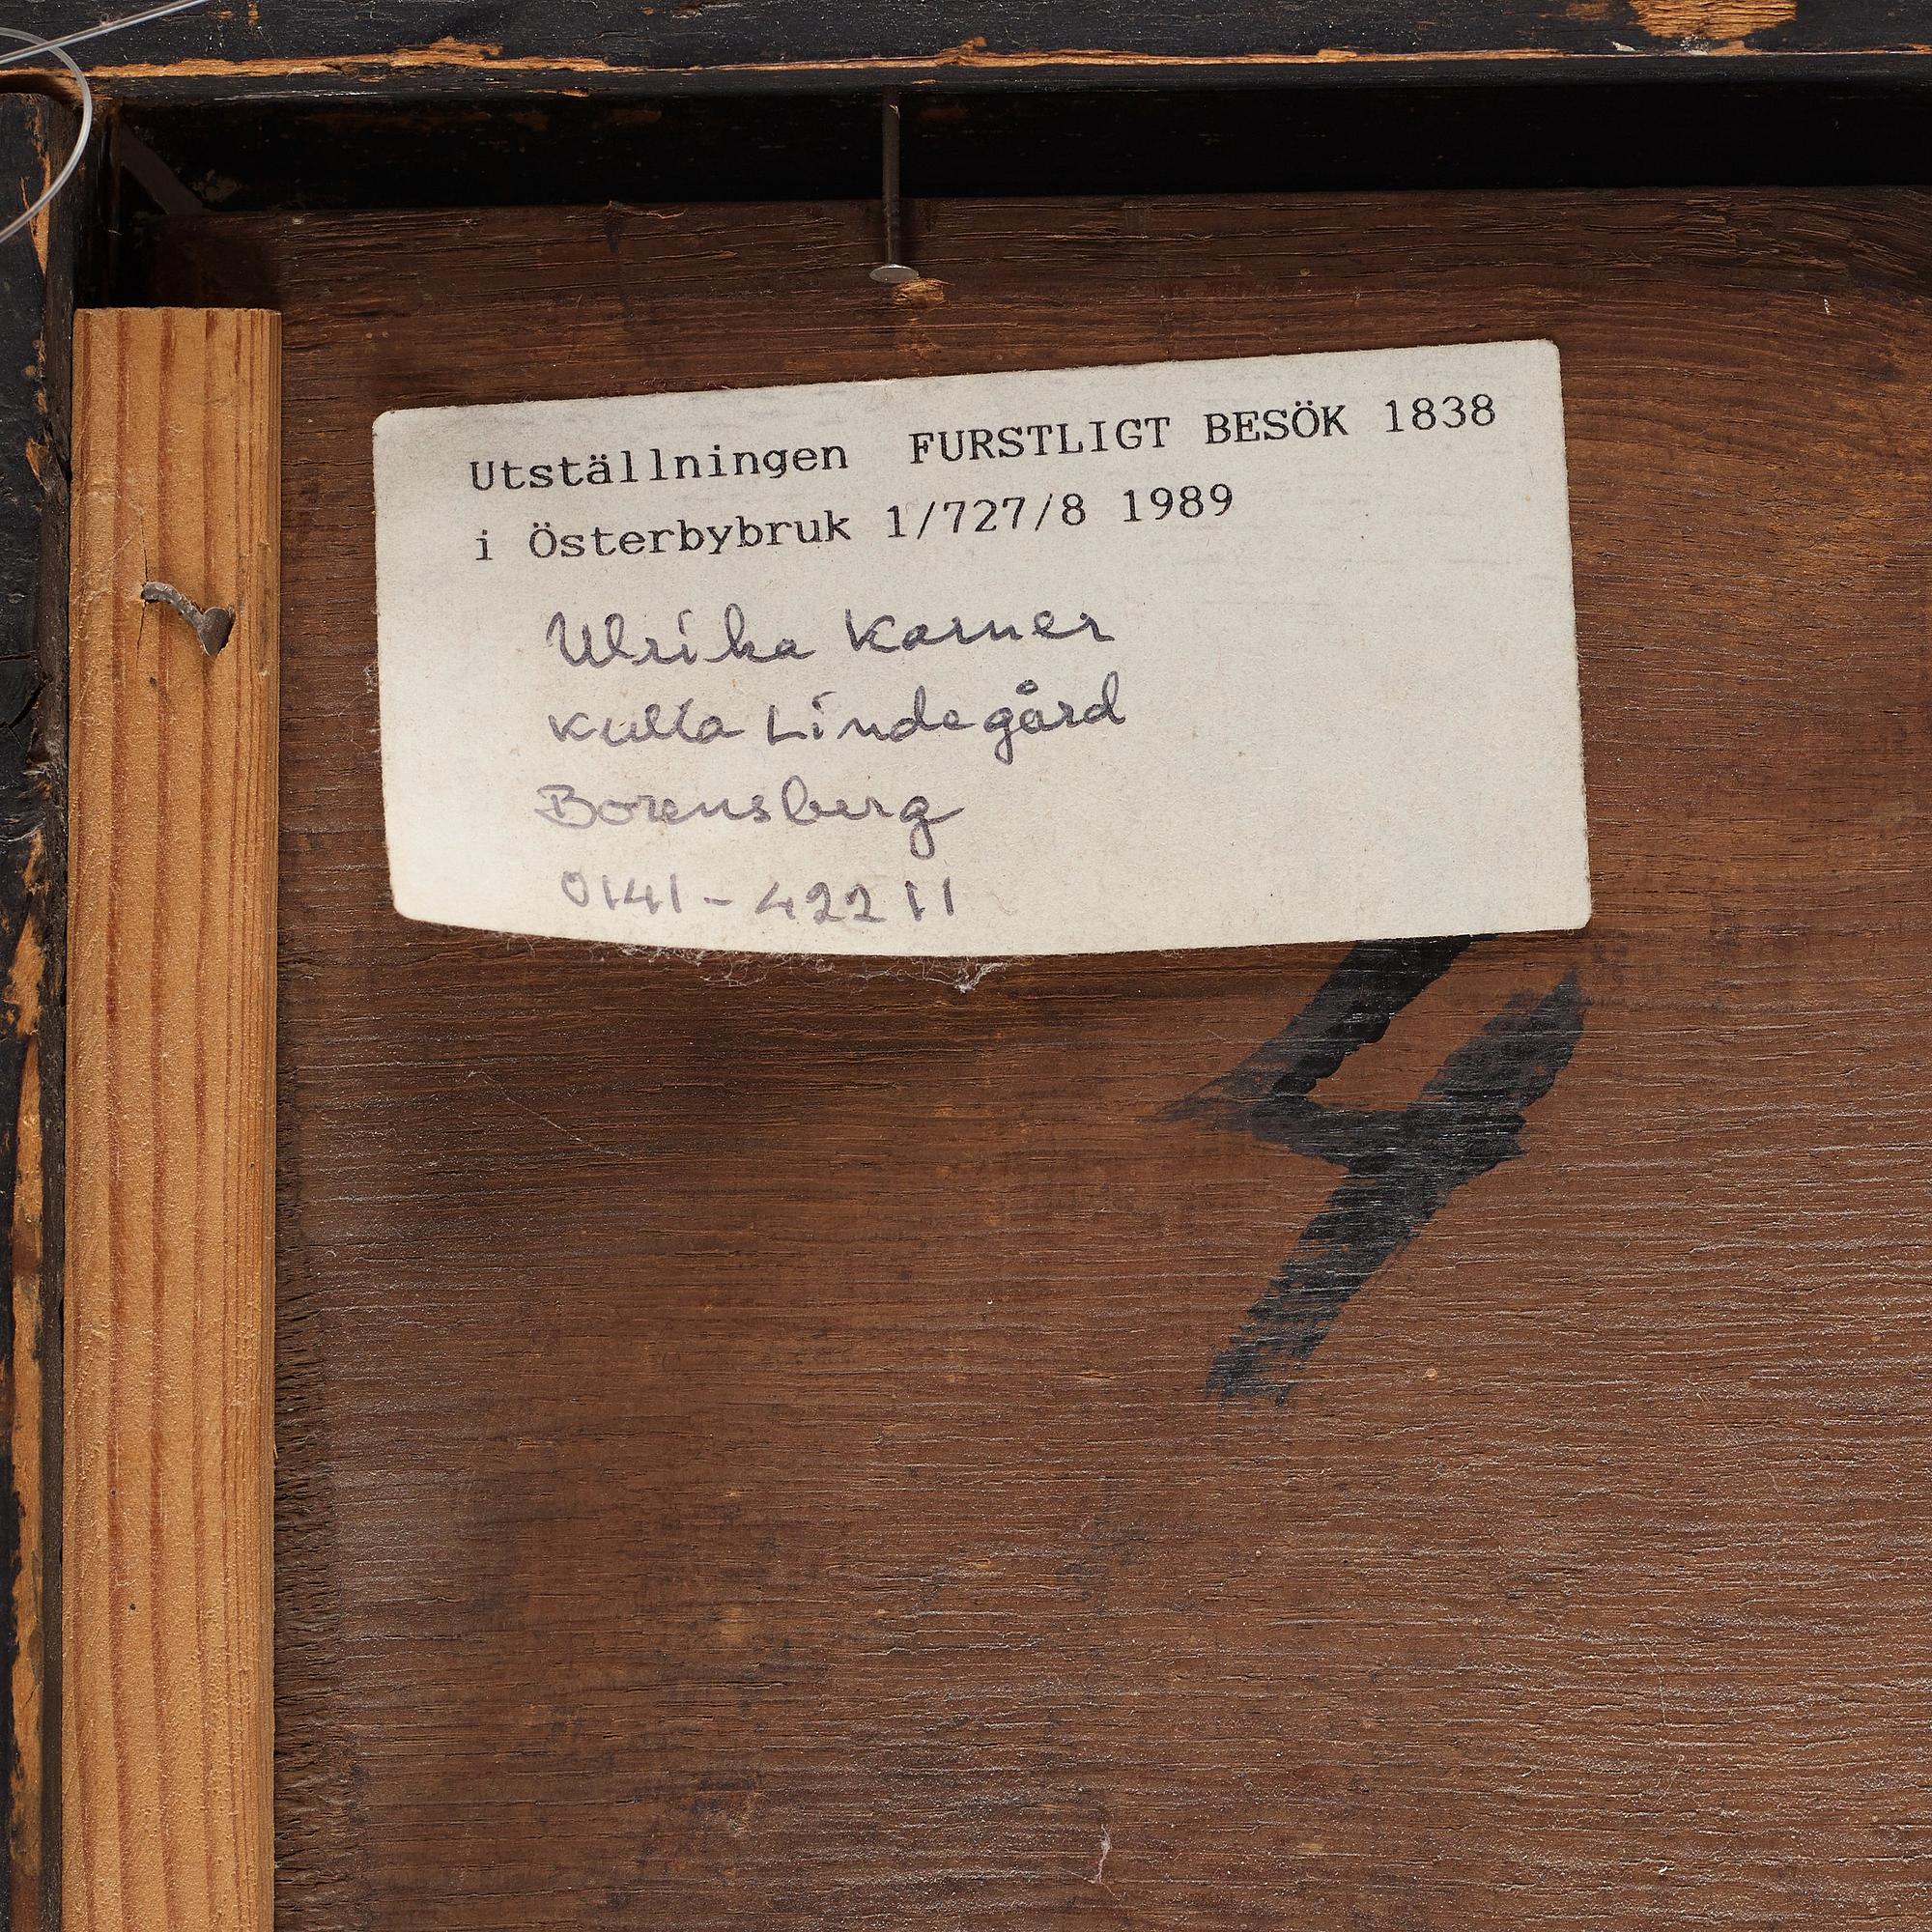 Utställningen FURSTLIGT BESÖK 1838
i Österbybruk 1/727/8 1989
Ulrika Karner
Kulla Lindegård
Borensberg
0141-42211
4